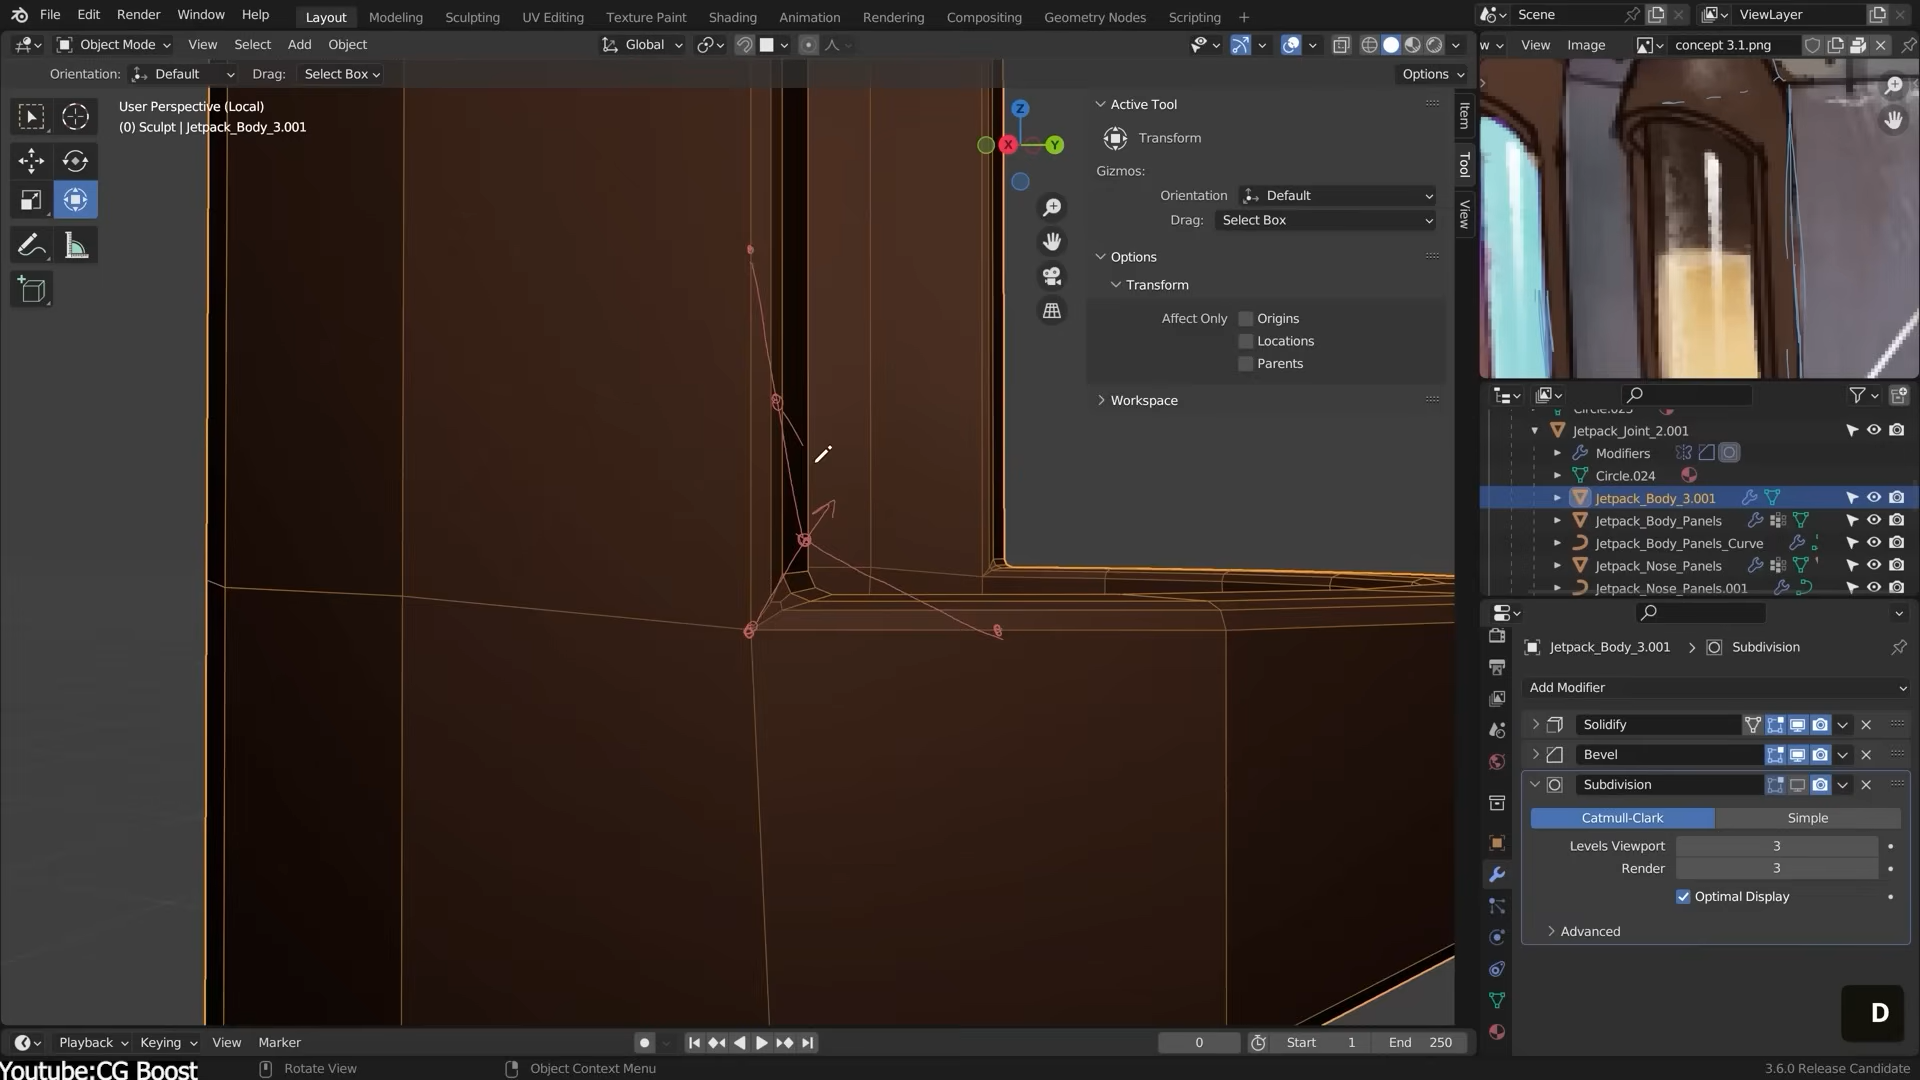 File Edit Render Window Help Layout Modeling Sculpting UV Editing Texture Paint Shading Animation Rendering Compositing Geometry Nodes Scripting + Scene ViewLayer
Object Mode View Select Add Object Global View Image concept 3.1.png
Orientation: Default Drag: Select Box Options
User Perspective (Local)
(0) Sculpt | Jetpack_Body_3.001
Z
X
Y
Active Tool
Transform
Gizmos:
Orientation Default
Drag: Select Box
Options
Transform
Affect Only Origins
Locations
Parents
Workspace
Item
Tool
View
Circle.023
Jetpack_Joint_2.001
Modifiers
Circle.024
Jetpack_Body_3.001
Jetpack_Body_Panels
Jetpack_Body_Panels_Curve
Jetpack_Nose_Panels
Jetpack_Nose_Panels.001
Jetpack_Body_3.001 > Subdivision
Add Modifier
Solidify
Bevel
Subdivision
Catmull-Clark Simple
Levels Viewport 3
Render 3
Optimal Display
Advanced
D
Playback Keying View Marker 0 Start 1 End 250
Youtube:CG Boost Rotate View Object Context Menu 3.6.0 Release Candidate